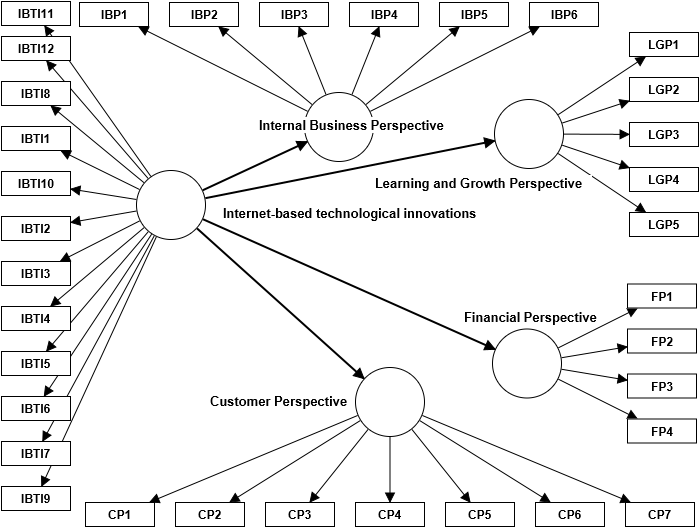 IBTI11
IBP1
IBP2
IBP3
IBP4
IBP5
IBP6
IBTI12
LGP1
IBTI8
LGP2
IBTI1
Internal Business Perspective
LGP3
IBTI10
Learning and Growth Perspective
LGP4
IBTI2
Internet-based technological innovations
LGP5
IBTI3
IBTI4
Financial Perspective
FP1
IBTI5
FP2
IBTI6
Customer Perspective
FP3
IBTI7
FP4
IBTI9
CP1
CP2
CP3
CP4
CP5
CP6
CP7